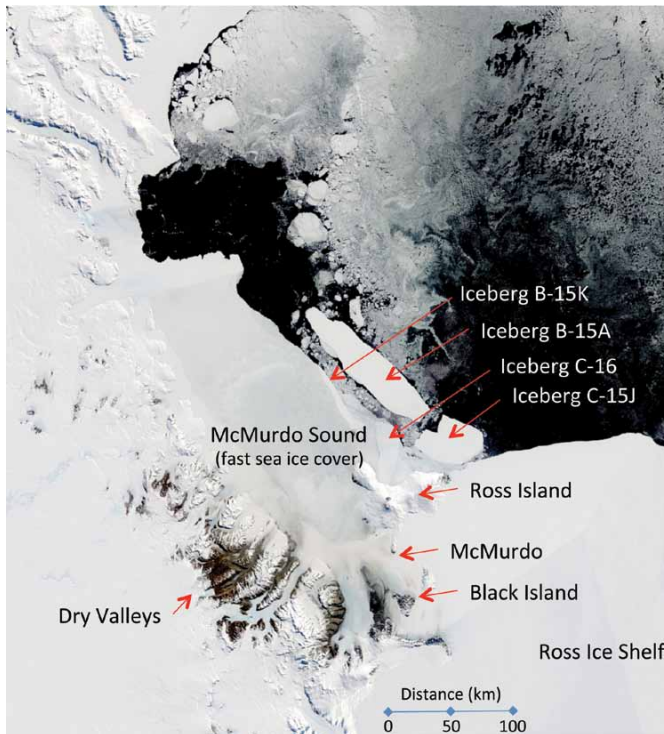 Iceberg B-15K
Iceberg B-15A
Iceberg C-16
Iceberg C-15J
McMurdo Sound
(fast sea ice cover)
Ross Island
McMurdo
Black Island
Dry Valleys
Ross Ice Shelf
Distance (km)
0 50 100